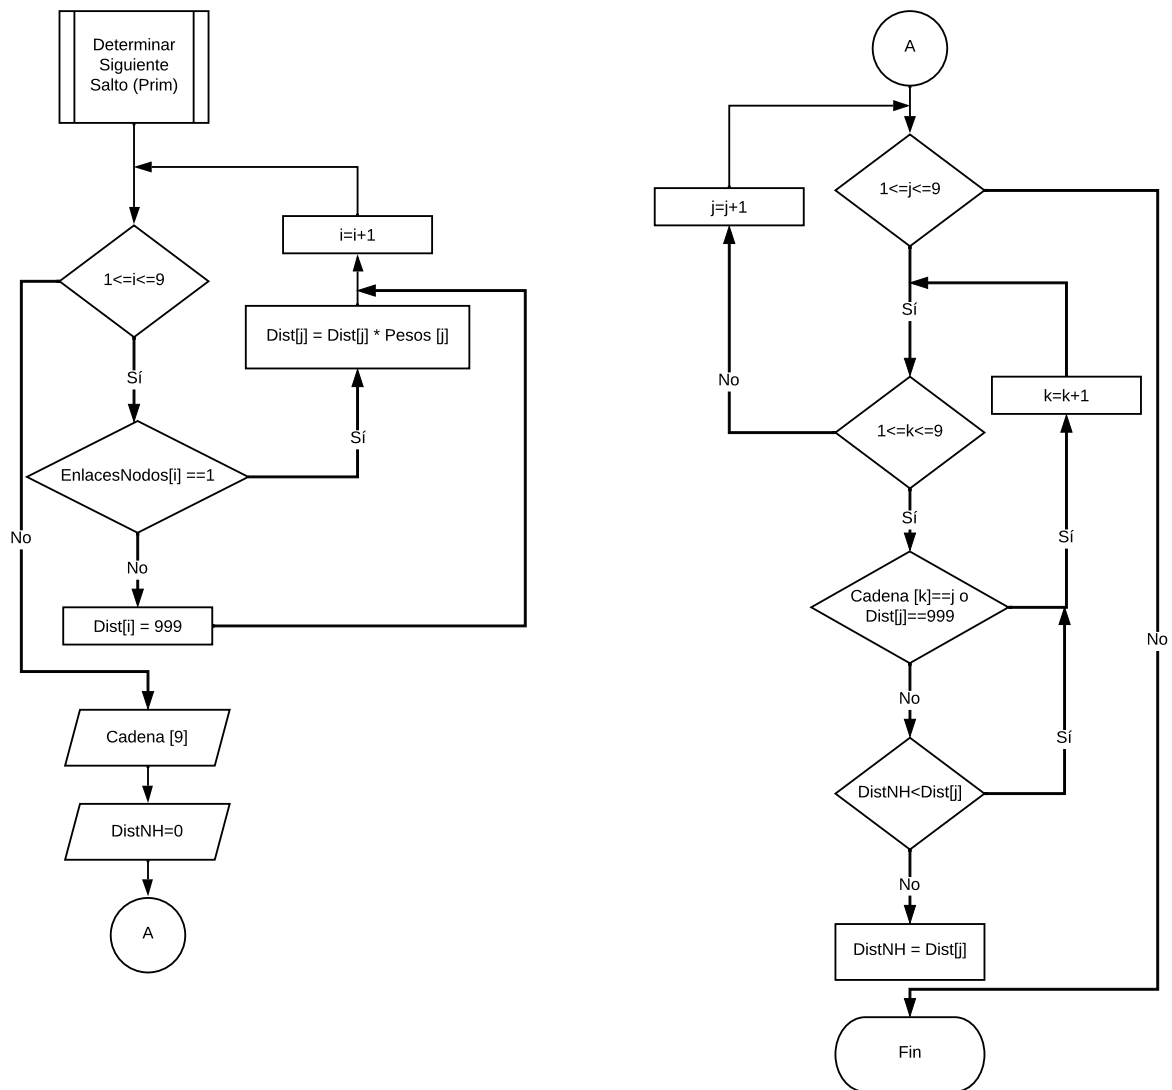 Determinar
Siguiente
Salto (Prim)
i=i+1
1<=i<=9
Dist[j] = Dist[j] * Pesos [j]
Sí
Sí
EnlacesNodos[i] ==1
No
No
Dist[i] = 999
Cadena [9]
DistNH=0
A
A
1<=j<=9
j=j+1
Sí
No
k=k+1
1<=k<=9
Sí
Sí
Cadena [k]==j o
Dist[j]==999
No
No
Sí
DistNH<Dist[j]
No
DistNH = Dist[j]
Fin